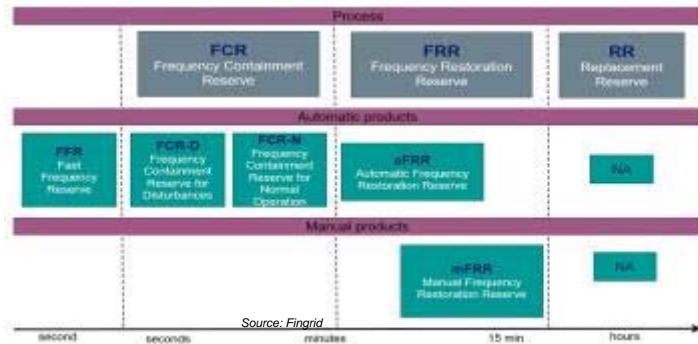 Process
FCR
Frequency Containment
Reserve
FRR
Frequency Restoration
Reserve
RR
Replacement
Reserve
Automatic products
FFR
Fast
Frequency
Reserve
FCR-D
Frequency
Containment
Reserve for
Disturbances
FCR-N
Frequency
Containment
Reserve for
Normal
Operation
aFRR
Automatic Frequency
Restoration Reserve
NA
Manual products
mFRR
Manual Frequency
Restoration Reserve
NA
Source: Fingrid
second
seconds
minutes
15 min
hours